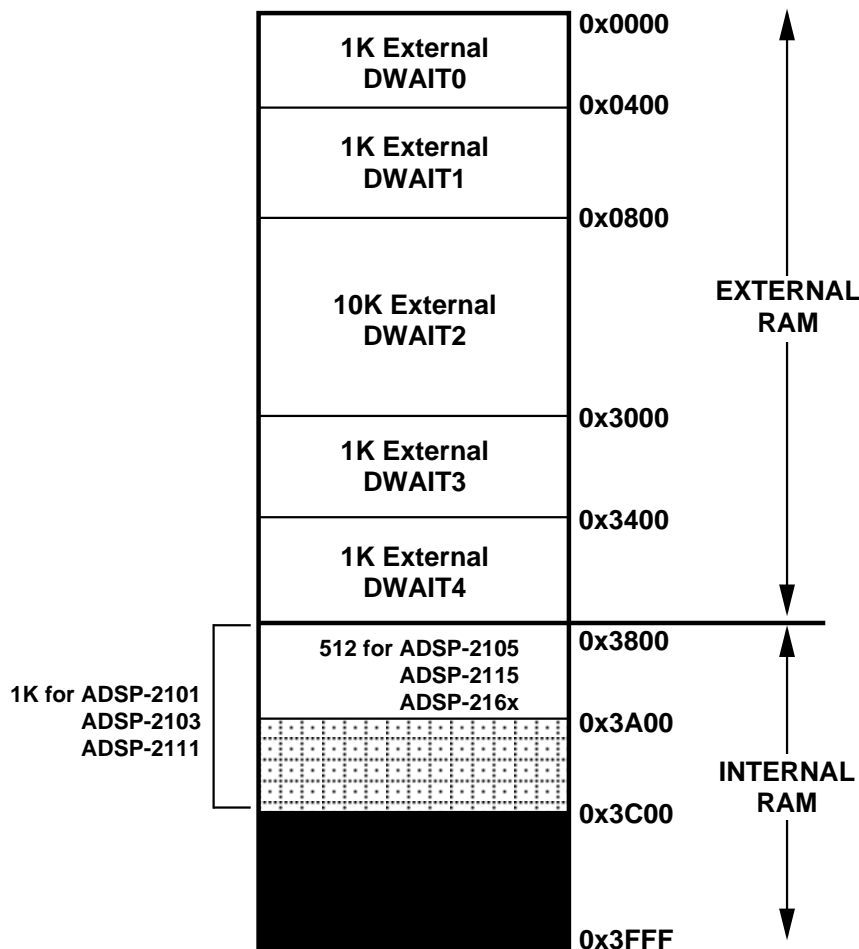 0x0000
1K External
DWAIT0
0x0400
1K External
DWAIT1
0x0800
10K External
DWAIT2
EXTERNAL
RAM
0x3000
1K External
DWAIT3
0x3400
1K External
DWAIT4
0x3800
512 for ADSP-2105
ADSP-2115
ADSP-216x
1K for ADSP-2101
ADSP-2103
ADSP-2111
0x3A00
INTERNAL
RAM
0x3C00
0x3FFF